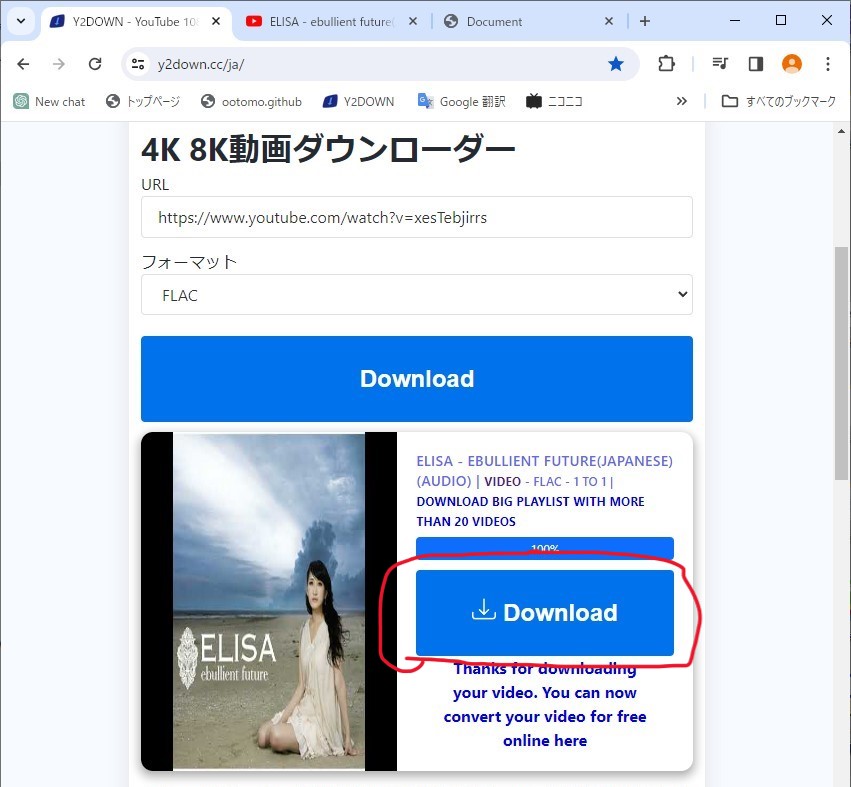 Y2DOWN - YouTube 108
ELISA - ebullient future(
Document
y2down.cc/ja/
New chat
トップページ
ootomo.github
Y2DOWN
Google 翻訳
ニコニコ
すべてのブックマーク
4K 8K動画ダウンローダー
URL
https://www.youtube.com/watch?v=xesTebjirrs
フォーマット
FLAC
Download
ELISA - EBULLIENT FUTURE(JAPANESE)
(AUDIO) | VIDEO - FLAC - 1 TO 1 |
DOWNLOAD BIG PLAYLIST WITH MORE
THAN 20 VIDEOS
100%
Download
ELISA
ebullient future
Thanks for downloading
your video. You can now
convert your video for free
online here